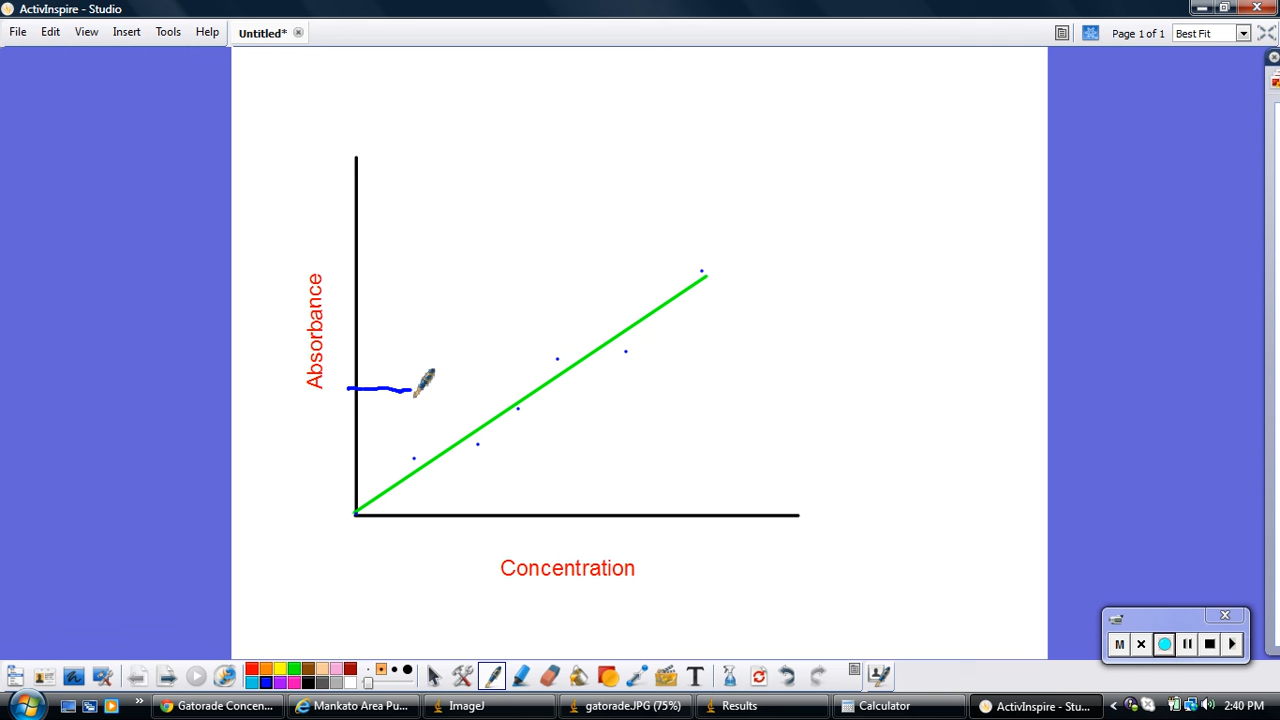 ActivInspire - Studio
File Edit View Insert Tools Help Untitled* Page 1 of 1 Best Fit
Absorbance
Concentration
M
T
Gatorade Concen... Mankato Area Pu... ImageJ gatorade.JPG (75%) Results Calculator ActivInspire - Stu... 2:40 PM